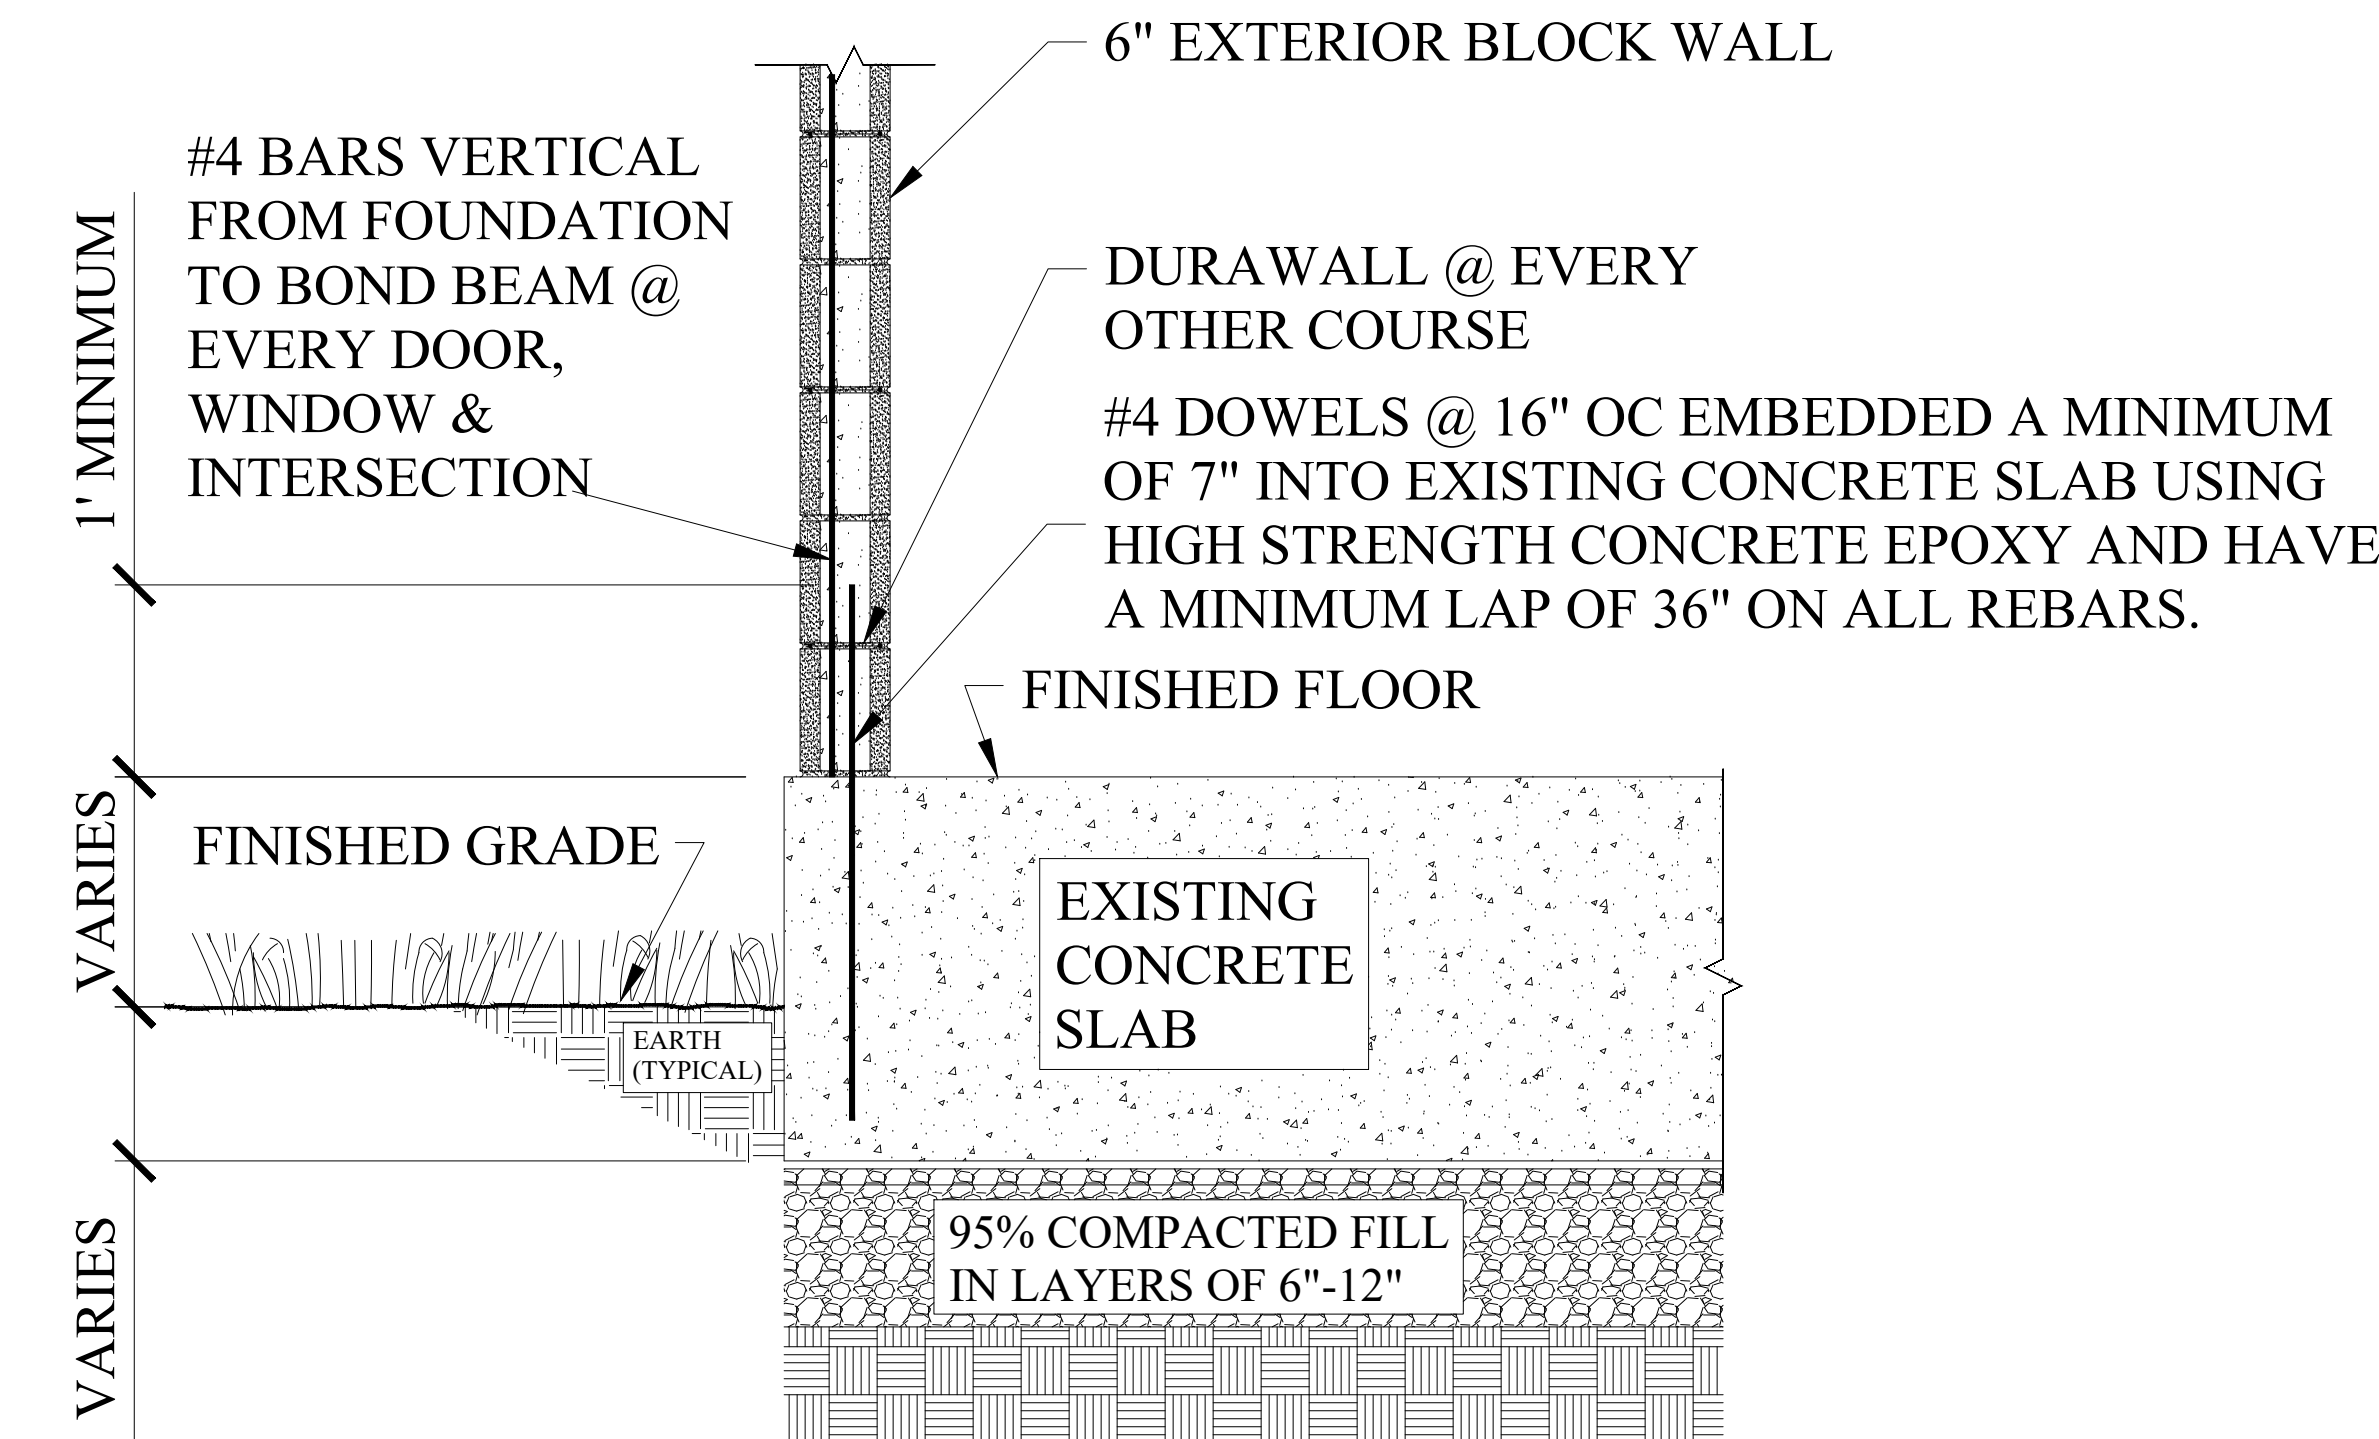 6" EXTERIOR BLOCK WALL
#4 BARS VERTICAL
FROM FOUNDATION
TO BOND BEAM @
EVERY DOOR,
WINDOW &
INTERSECTION
1' MINIMUM
DURAWALL @ EVERY
OTHER COURSE
#4 DOWELS @ 16" OC EMBEDDED A MINIMUM
OF 7" INTO EXISTING CONCRETE SLAB USING
HIGH STRENGTH CONCRETE EPOXY AND HAVE
A MINIMUM LAP OF 36" ON ALL REBARS.
FINISHED FLOOR
VARIES
FINISHED GRADE
EXISTING
CONCRETE
SLAB
EARTH
(TYPICAL)
95% COMPACTED FILL
IN LAYERS OF 6"-12"
VARIES